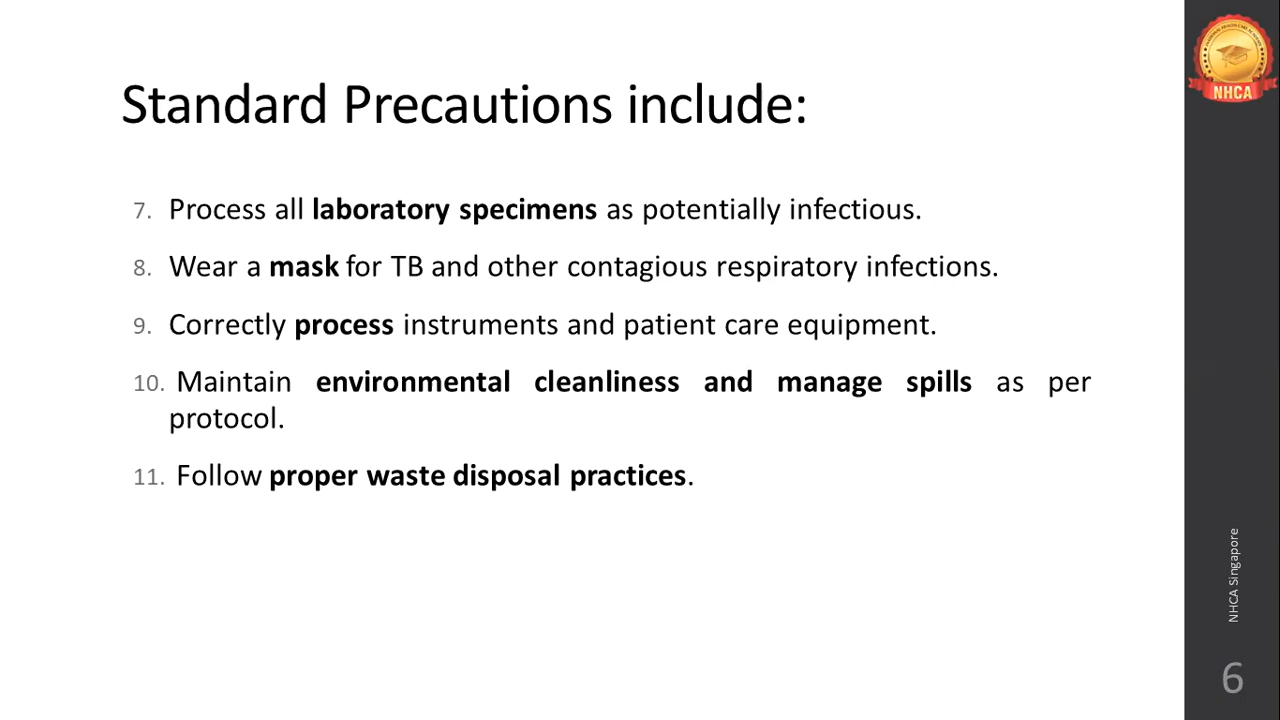 Standard Precautions include:
7. Process all laboratory specimens as potentially infectious.
8. Wear a mask for TB and other contagious respiratory infections.
9. Correctly process instruments and patient care equipment.
10. Maintain environmental cleanliness and manage spills as per
protocol.
11. Follow proper waste disposal practices.
NHCA
NHCA Singapore
6